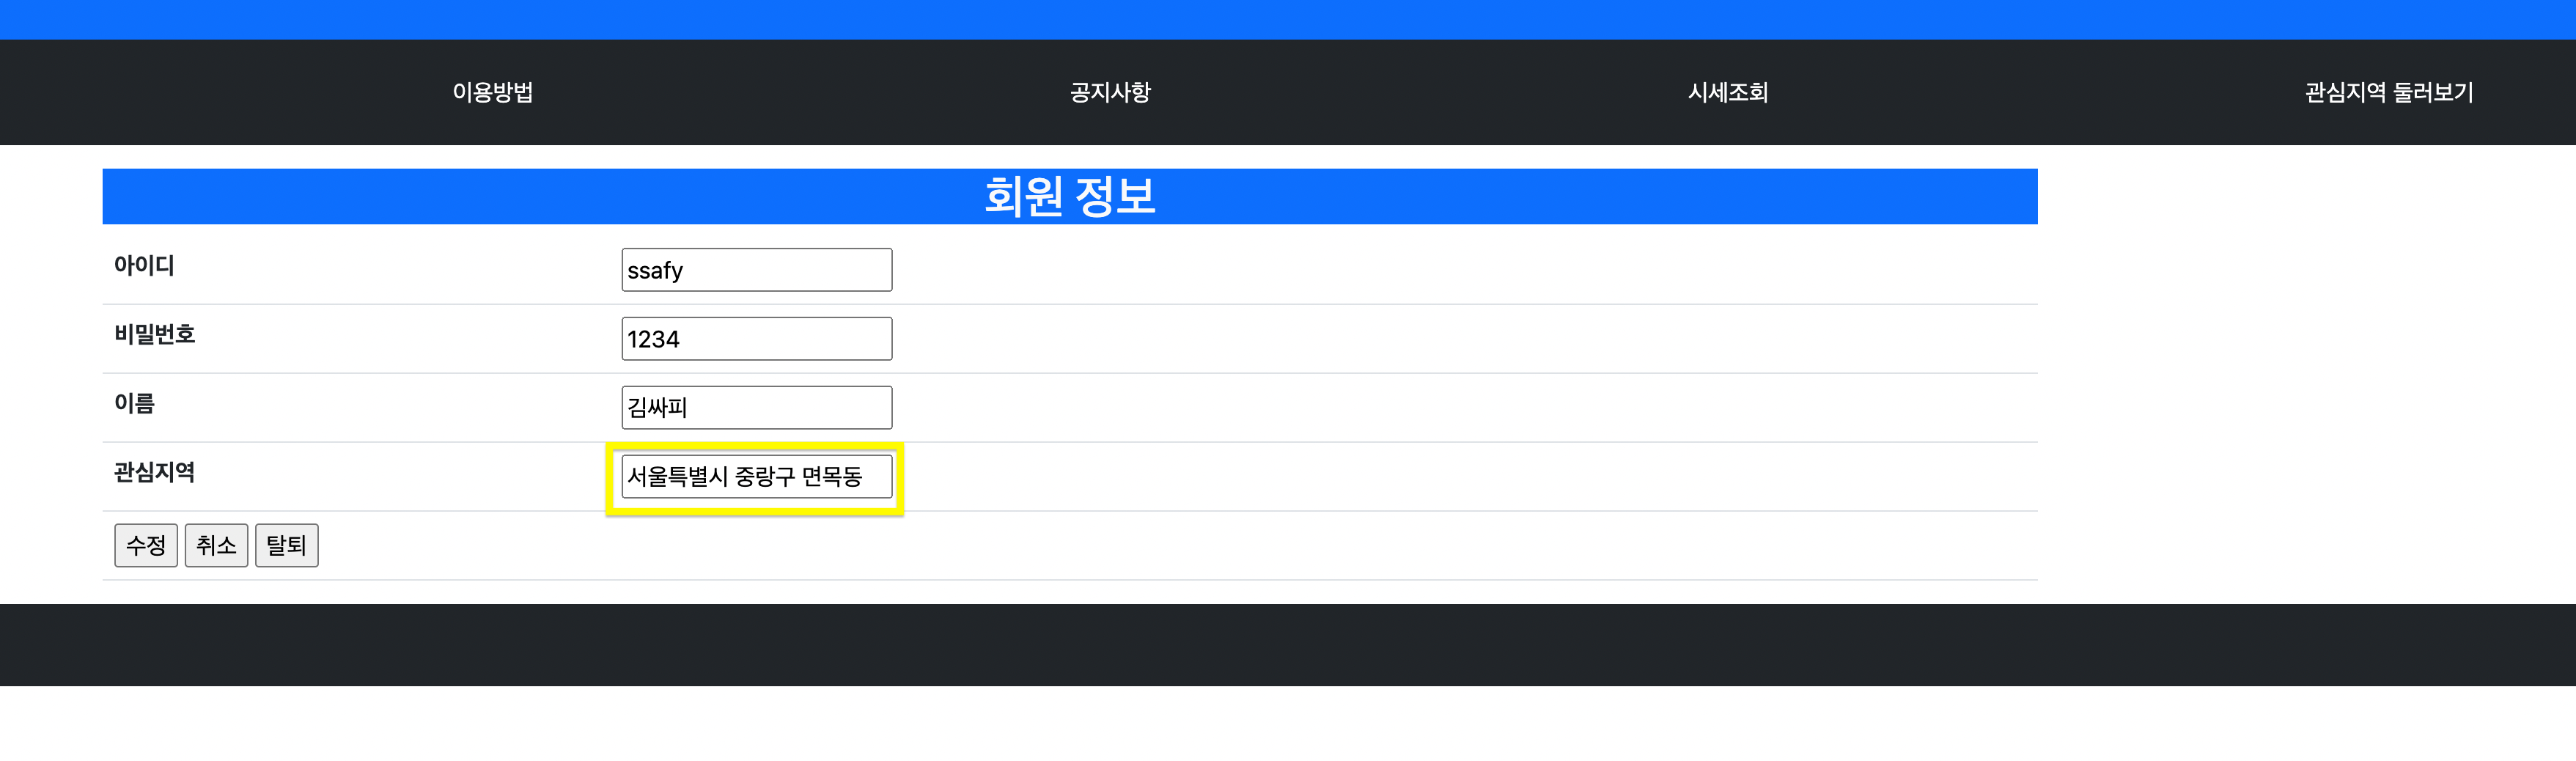 이용방법 공지사항 시세조회 관심지역 둘러보기
회원 정보
아이디 ssafy
비밀번호 1234
이름 김싸피
관심지역 서울특별시 중랑구 면목동
수정 취소 탈퇴